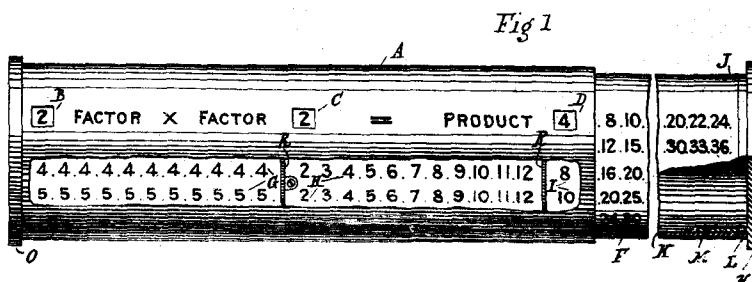 Fig 1
A
J
B
C
D
2 FACTOR × FACTOR 2 = PRODUCT 4
.8.10. .20.22.24.
.12.15. .30.33.36.
4.4.4.4.4.4.4.4.4.4.4. G 2.3.4.5.6.7.8.9.10.11.12 8
.16.20.
5.5.5.5.5.5.5.5.5.5.5. H 2.3.4.5.6.7.8.9.10.11.12 I 10
.20.25.
O F K M L